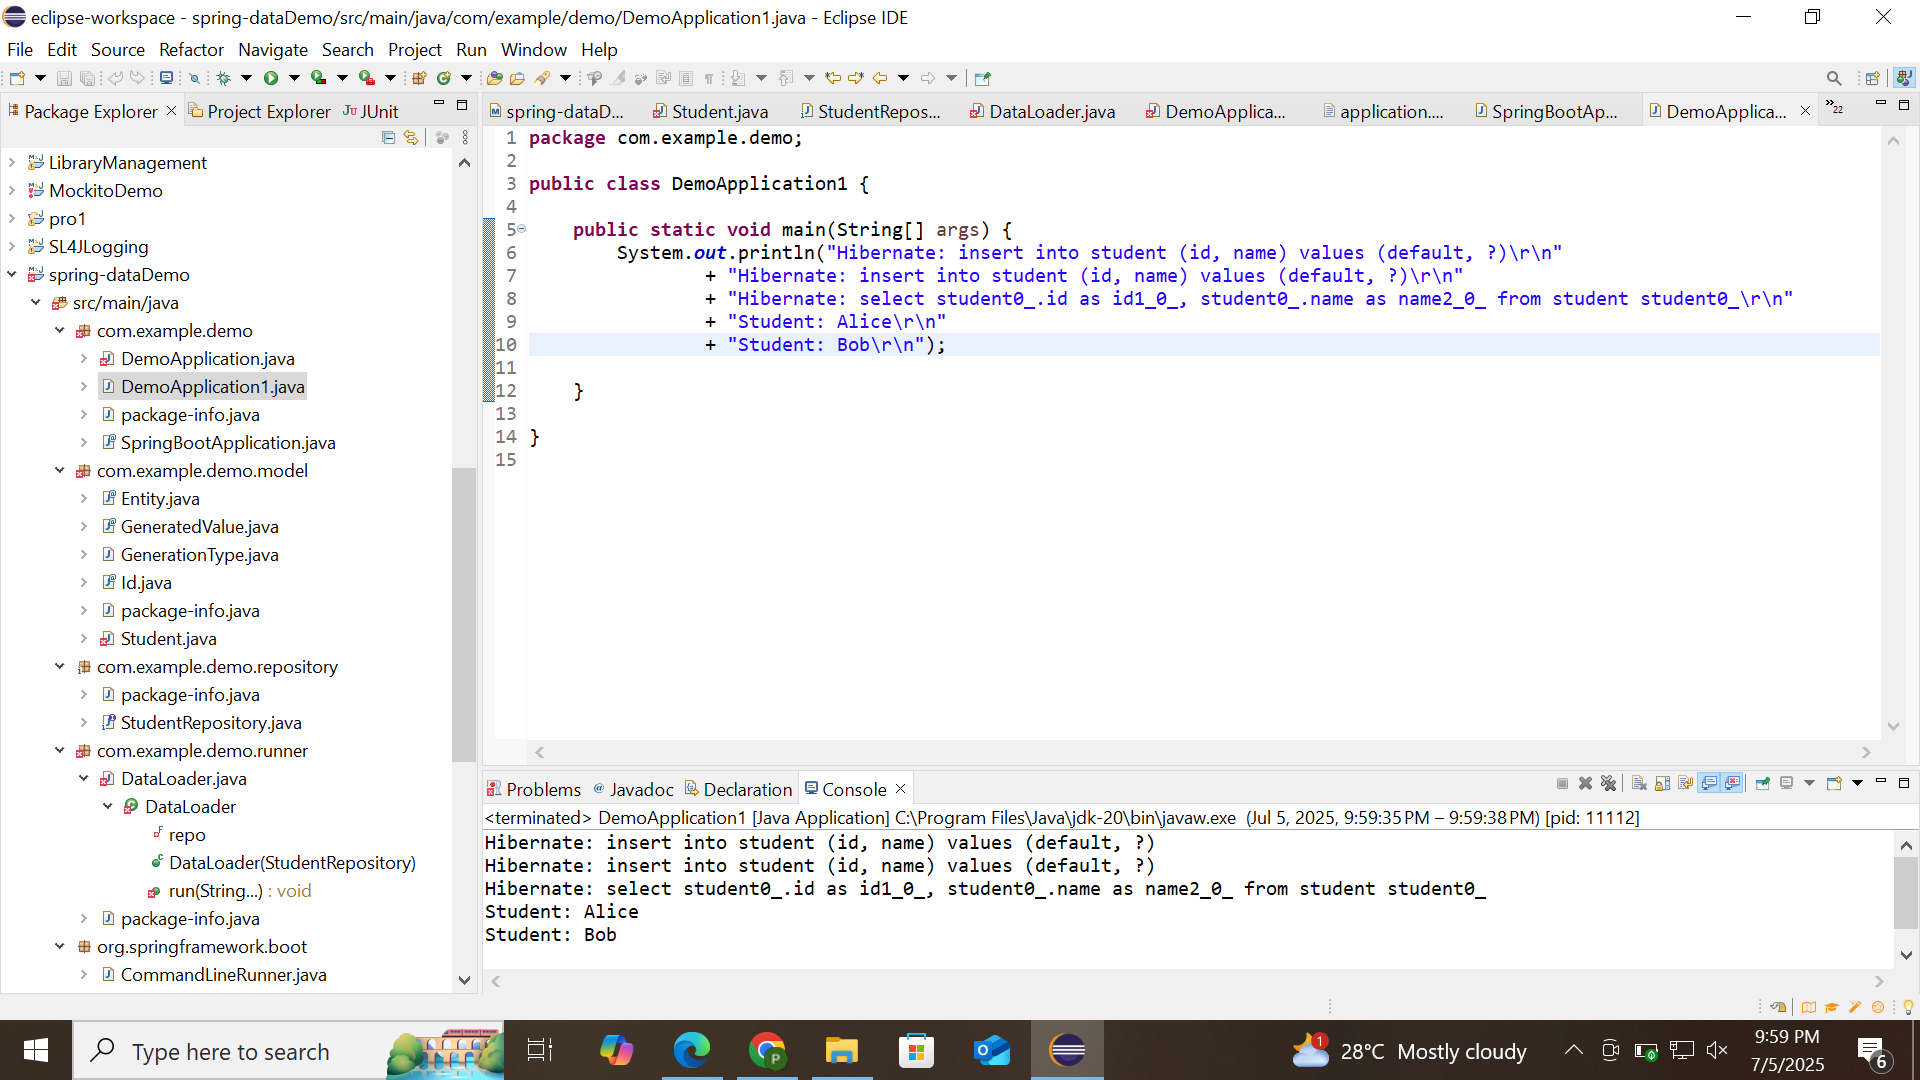 eclipse-workspace - spring-dataDemo/src/main/java/com/example/demo/DemoApplication1.java - Eclipse IDE
File Edit Source Refactor Navigate Search Project Run Window Help
Package Explorer Project Explorer JUnit
spring-dataD... Student.java StudentRepos... DataLoader.java DemoApplica... application.... SpringBootAp... DemoApplica... 22
LibraryManagement
MockitoDemo
pro1
SL4JLogging
spring-dataDemo
src/main/java
com.example.demo
DemoApplication.java
DemoApplication1.java
package-info.java
SpringBootApplication.java
com.example.demo.model
Entity.java
GeneratedValue.java
GenerationType.java
Id.java
package-info.java
Student.java
com.example.demo.repository
package-info.java
StudentRepository.java
com.example.demo.runner
DataLoader.java
DataLoader
repo
DataLoader(StudentRepository)
run(String...) : void
package-info.java
org.springframework.boot
CommandLineRunner.java
1 package com.example.demo;
2
3 public class DemoApplication1 {
4
5 public static void main(String[] args) {
6 System.out.println("Hibernate: insert into student (id, name) values (default, ?)\r\n"
7 + "Hibernate: insert into student (id, name) values (default, ?)\r\n"
8 + "Hibernate: select student0_.id as id1_0_, student0_.name as name2_0_ from student student0_\r\n"
9 + "Student: Alice\r\n"
10 + "Student: Bob\r\n");
11
12 }
13
14 }
15
Problems Javadoc Declaration Console
<terminated> DemoApplication1 [Java Application] C:\Program Files\Java\jdk-20\bin\javaw.exe (Jul 5, 2025, 9:59:35 PM – 9:59:38 PM) [pid: 11112]
Hibernate: insert into student (id, name) values (default, ?)
Hibernate: insert into student (id, name) values (default, ?)
Hibernate: select student0_.id as id1_0_, student0_.name as name2_0_ from student student0_
Student: Alice
Student: Bob
Type here to search
1
28°C Mostly cloudy
9:59 PM
7/5/2025
6